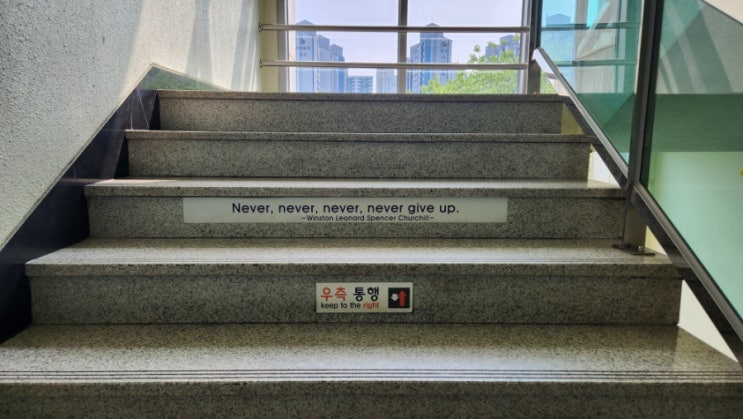 Never, never, never, never give up.
-Winston Leonard Spencer Churchill-
우측 통행
keep to the right